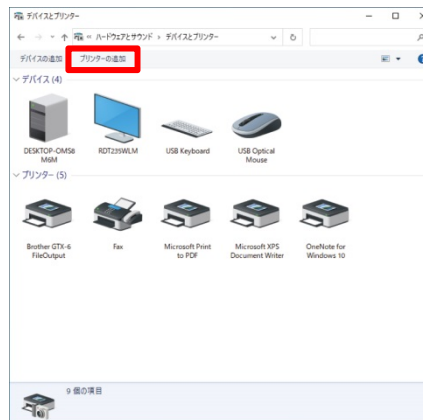 デバイスとプリンター
« ハードウェアとサウンド › デバイスとプリンター
デバイスの追加 プリンターの追加
デバイス (4)
DESKTOP-OMS8
M6M
RDT235WLM
USB Keyboard
USB Optical
Mouse
プリンター (5)
Brother GTX-6
FileOutput
Fax
Microsoft Print
to PDF
Microsoft XPS
Document Writer
OneNote for
Windows 10
9 個の項目